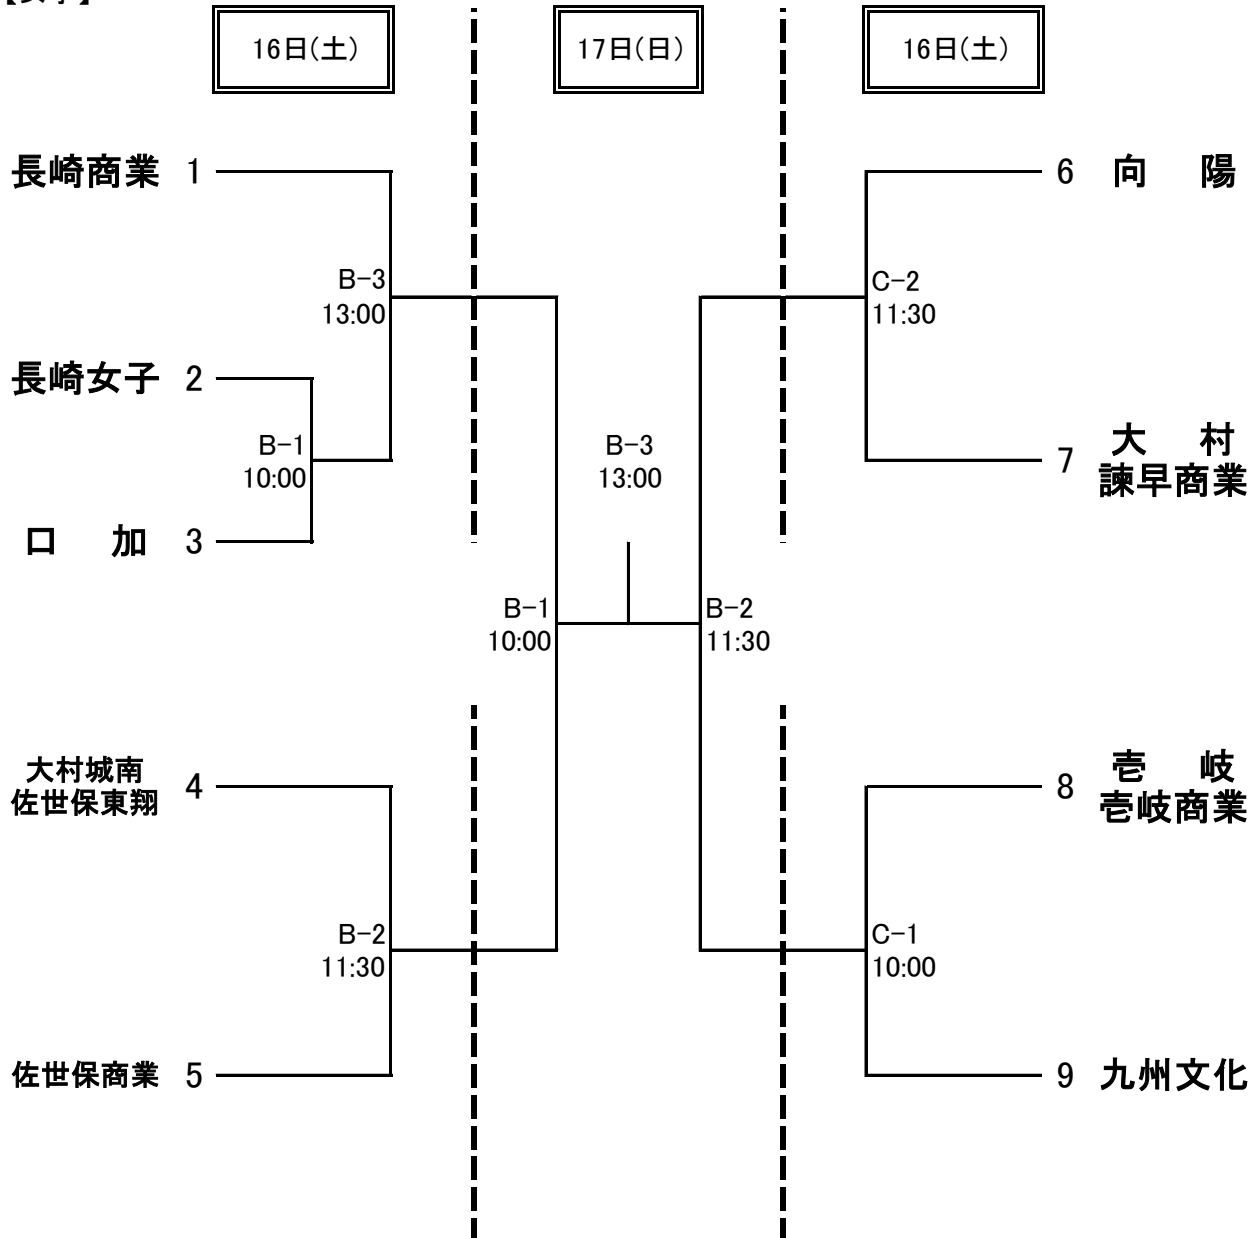 16日(土)
17日(日)
16日(土)
長崎商業 1
6 向 陽
B-3
13:00
C-2
11:30
長崎女子 2
B-1
10:00
B-3
13:00
7 大 村
諫早商業
口 加 3
B-1
10:00
B-2
11:30
大村城南
佐世保東翔 4
8 壱 岐
壱岐商業
B-2
11:30
C-1
10:00
佐世保商業 5
9 九州文化